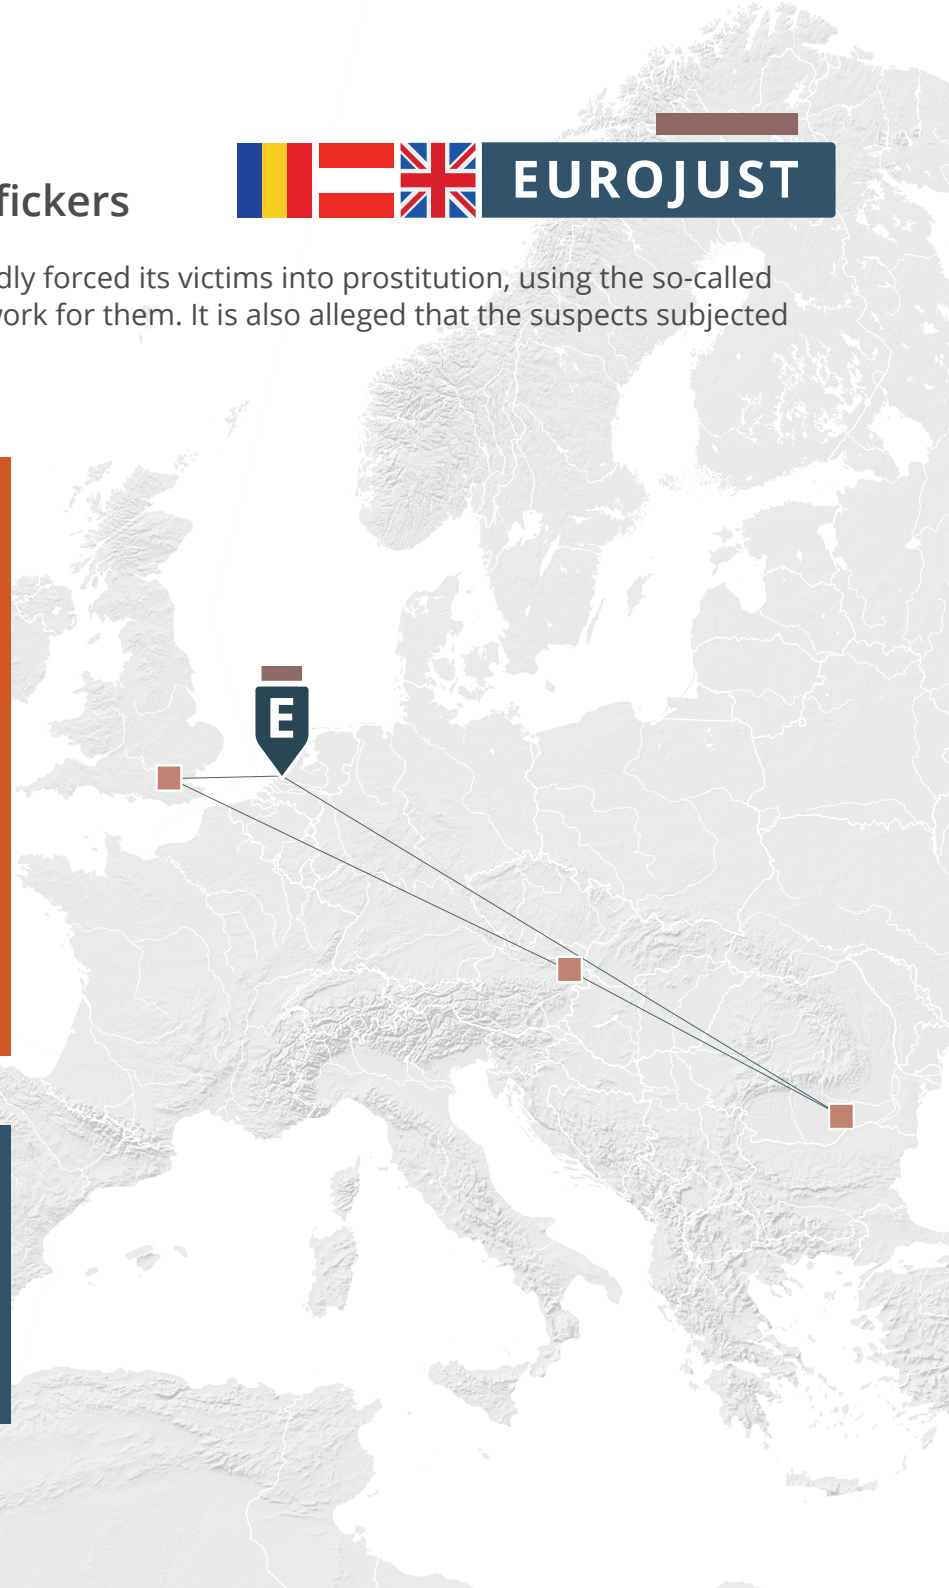 EUROJUST
fickers
dly forced its victims into prostitution, using the so-called
work for them. It is also alleged that the suspects subjected
E